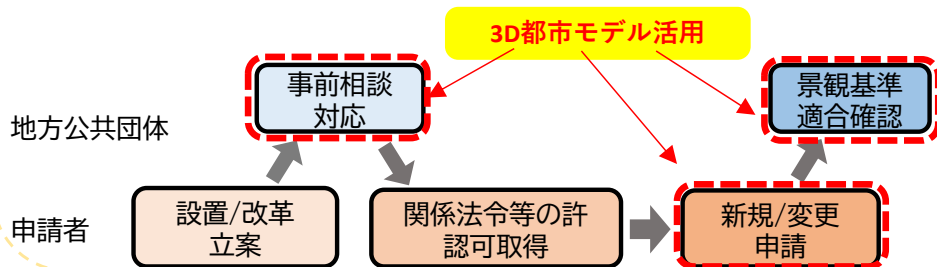 3D都市モデル活用
事前相談
対応
景観基準
適合確認
地方公共団体
申請者
設置/改革
立案
関係法令等の許
認可取得
新規/変更
申請